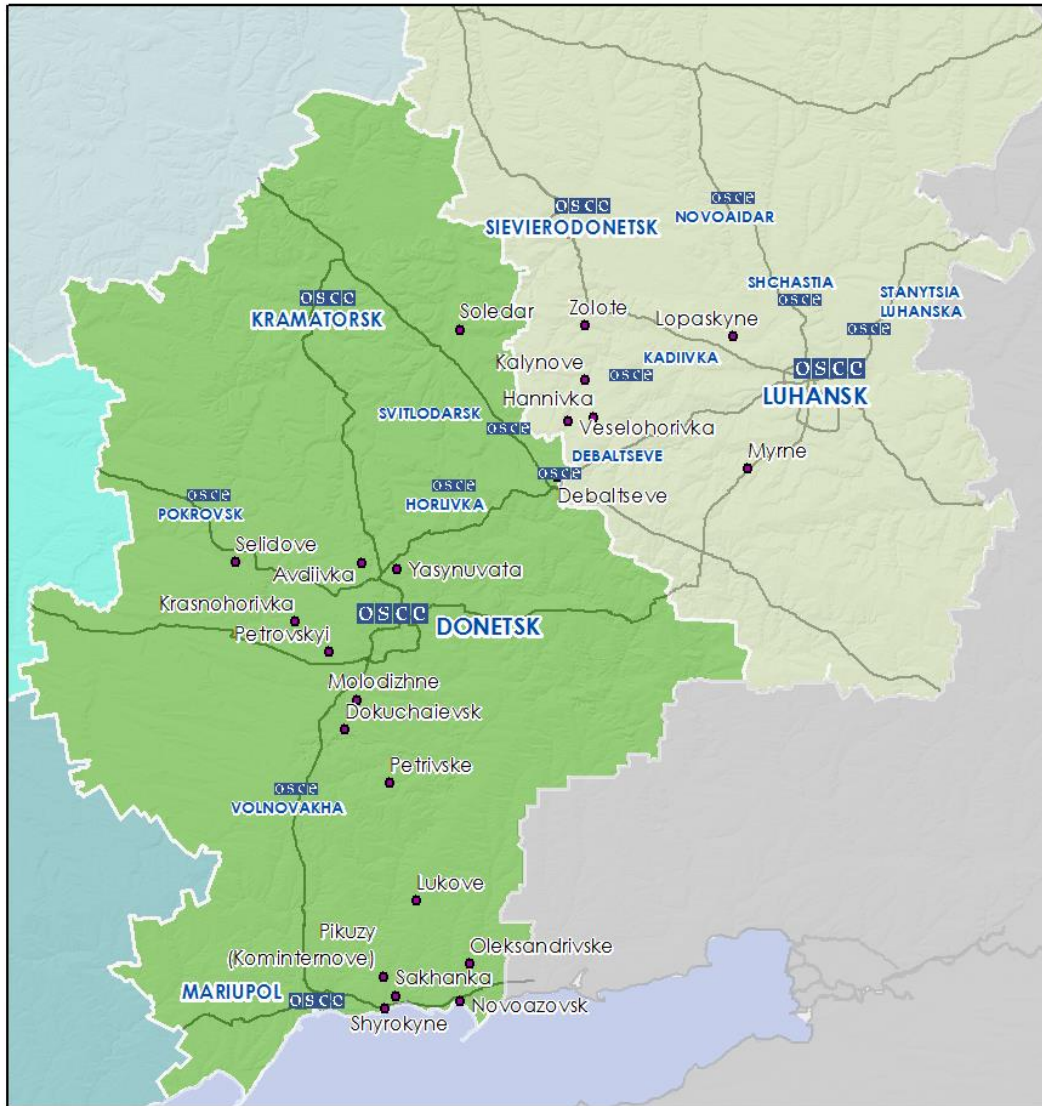 osce
SIEVIERODONETSK
osce
NOVOAIDAR
SHCHASTIA
osce
STANYTSIA
LUHANSKA
osce
osce
KRAMATORSK
Soledar
Zolote
Lopaskyne
Kalynove
KADIIVKA
osce
osce
LUHANSK
Hannivka
Veselohorivka
SVITLODARSK
osce
DEBALTSEVE
osce
Debaltseve
Myrne
osce
POKROVSK
osce
HORLIVKA
Selidove
Avdiivka
Yasynuvata
Krasnohorivka
osce
DONETSK
Petrovskyi
Molodizhne
Dokuchaievsk
Petrivske
osce
VOLNOVAKHA
Lukove
Pikuzy
(Kominternove)
Oleksandrivske
Sakhanka
MARIUPOL
osce
Novoazovsk
Shyrokyne